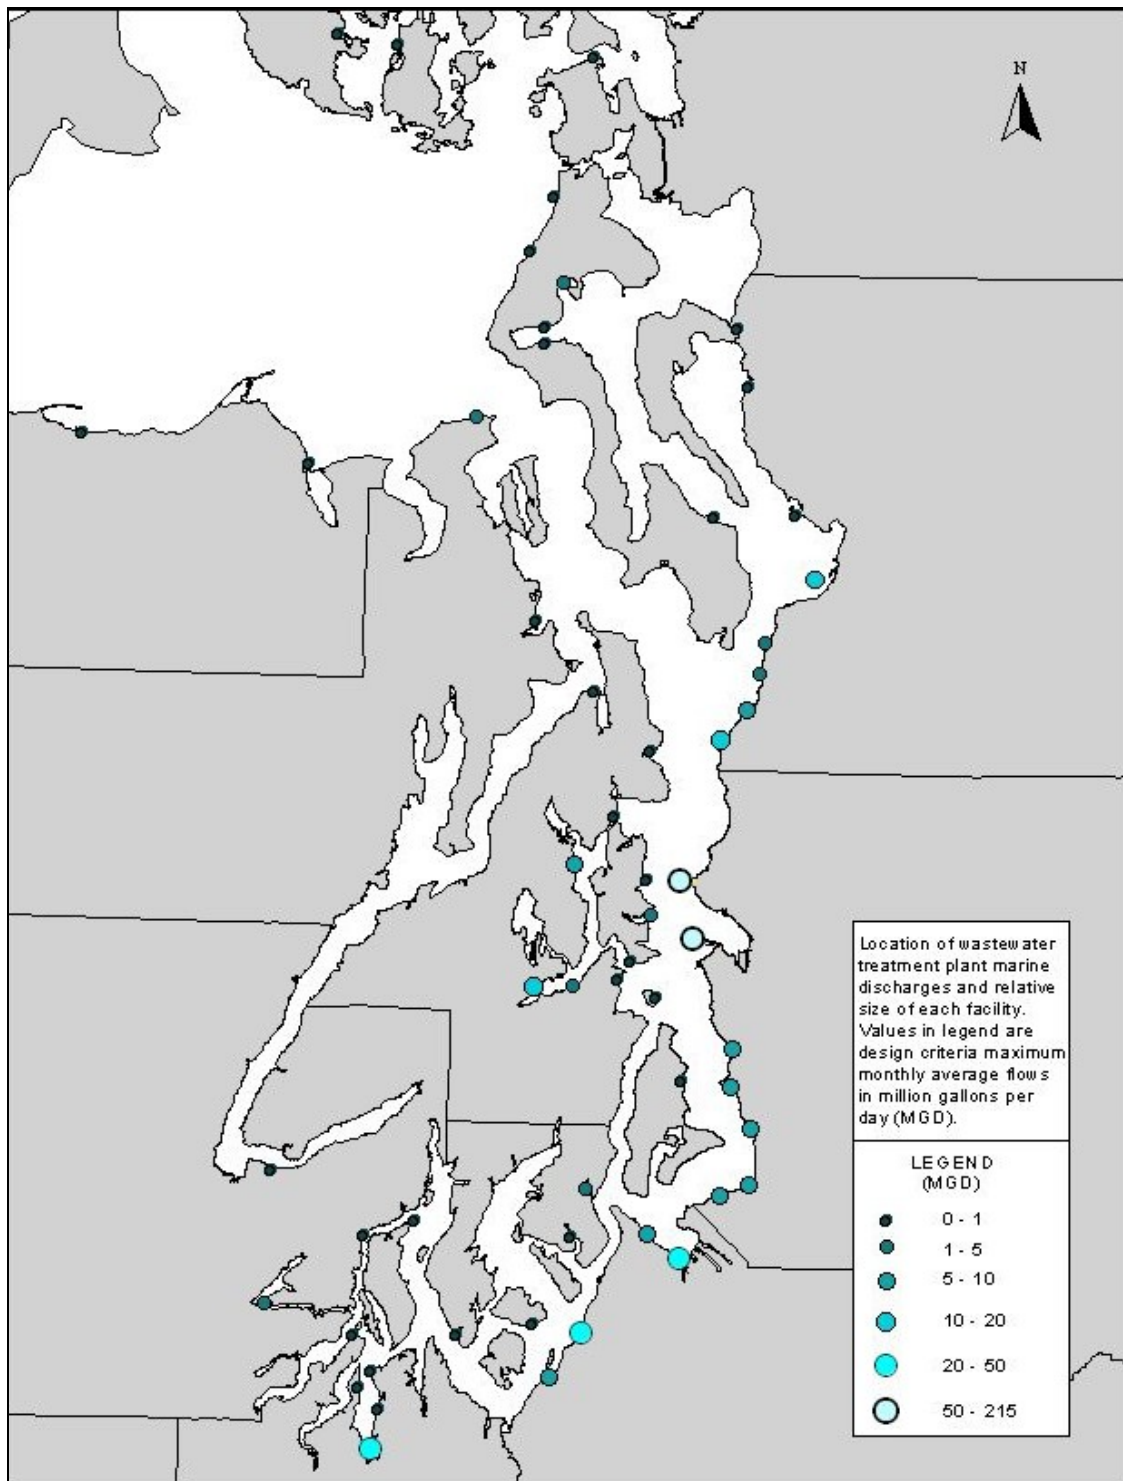 N
Location of wastewater
treatment plant marine
discharges and relative
size of each facility.
Values in legend are
design criteria maximum
monthly average flows
in million gallons per
day (MGD).
LEGEND
(MGD)
0 - 1
1 - 5
5 - 10
10 - 20
20 - 50
50 - 215